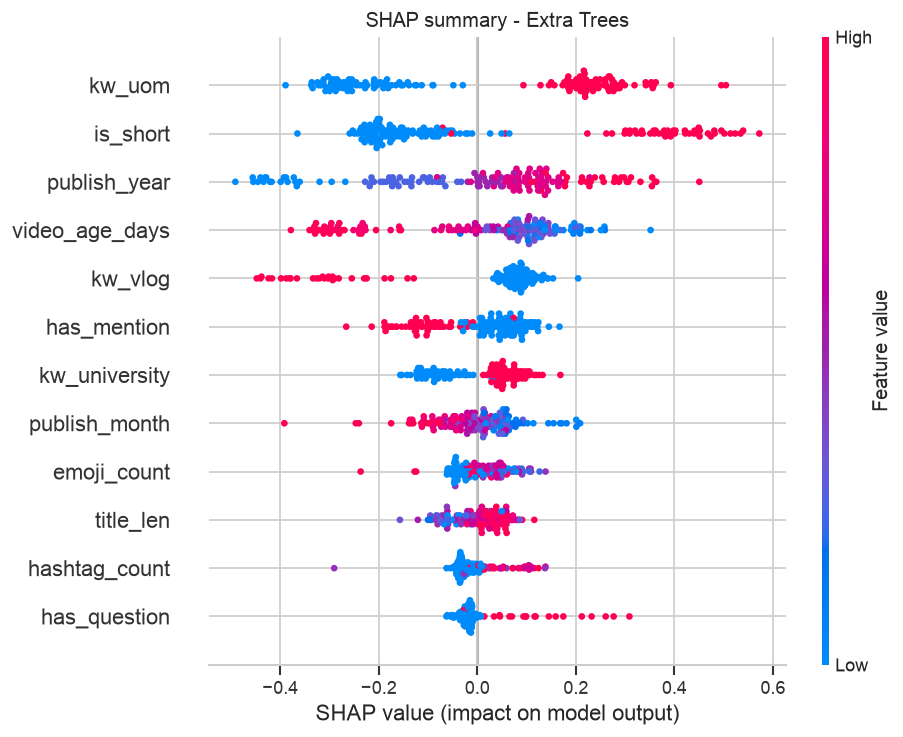 SHAP summary - Extra Trees
High
kw_uom
is_short
publish_year
video_age_days
kw_vlog
has_mention
kw_university
publish_month
emoji_count
title_len
hashtag_count
has_question
Feature value
Low
−0.4 −0.2 0.0 0.2 0.4 0.6
SHAP value (impact on model output)